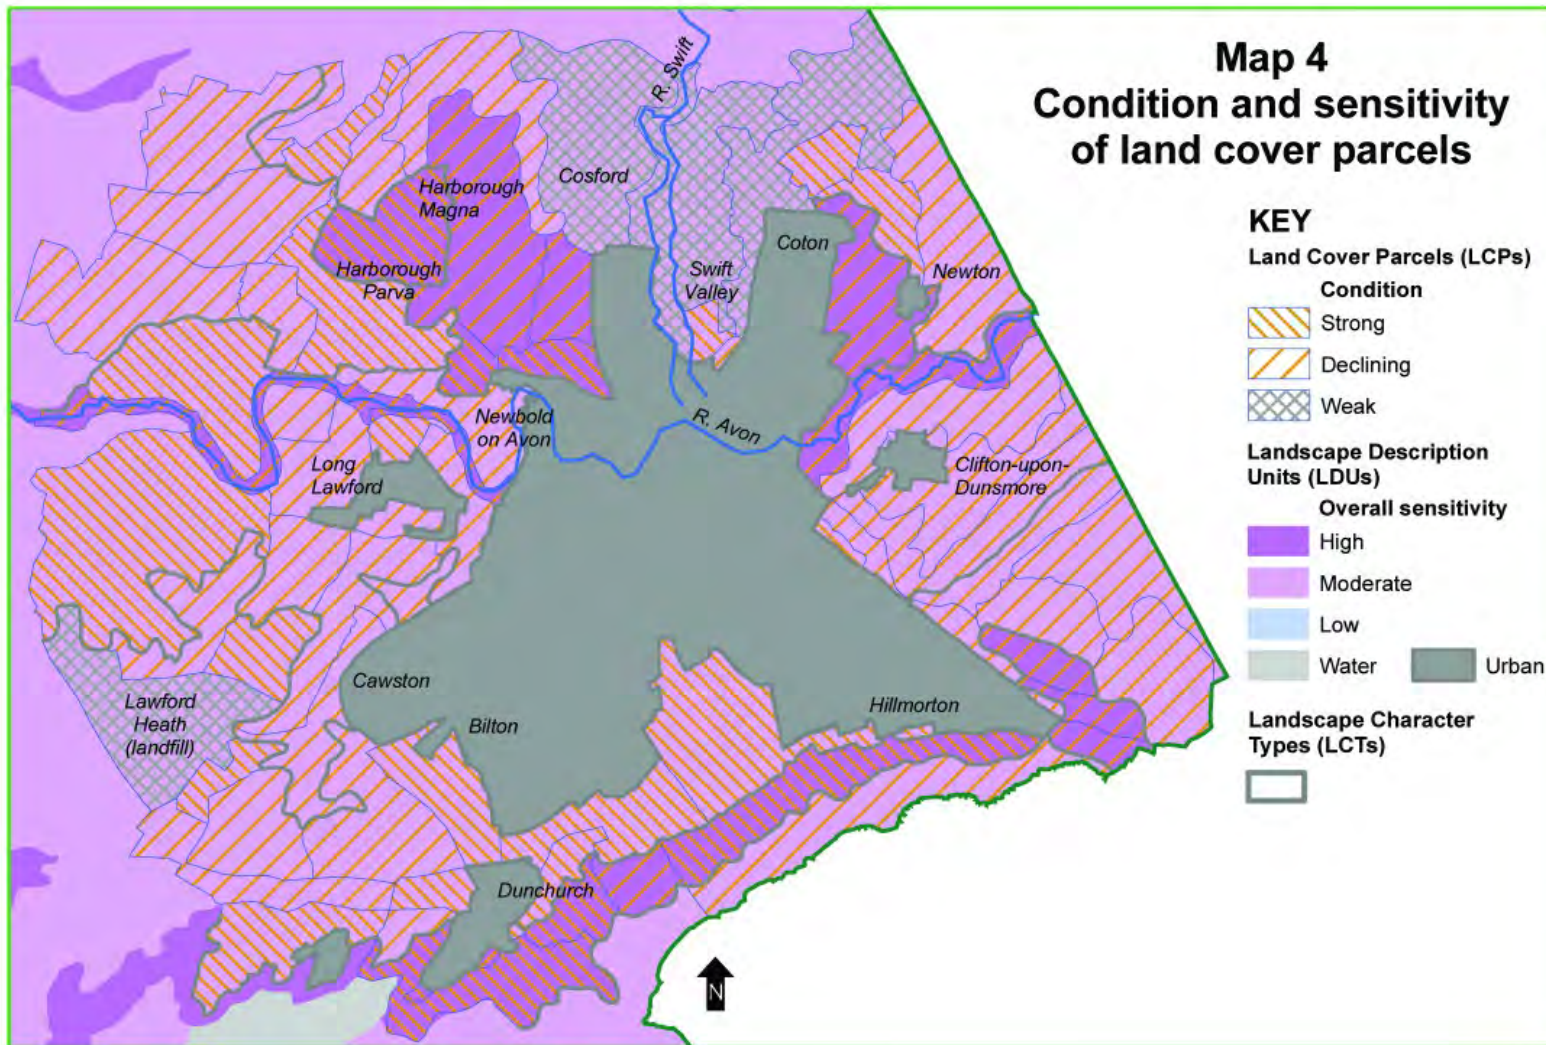 Map 4
Condition and sensitivity
of land cover parcels
KEY
Land Cover Parcels (LCPs)
Condition
Strong
Declining
Weak
Landscape Description
Units (LDUs)
Overall sensitivity
High
Moderate
Low
Water
Urban
Landscape Character
Types (LCTs)
R. Swift
Cosford
Harborough
Magna
Harborough
Parva
Coton
Swift
Valley
Newton
Newbold
on Avon
R. Avon
Long
Lawford
Clifton-upon-
Dunsmore
Cawston
Bilton
Hillmorton
Lawford
Heath
(landfill)
Dunchurch
N